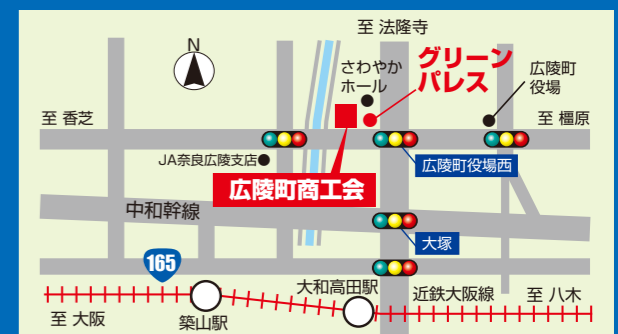 至 法隆寺
N
さわやか
ホール
グリーン
パレス
広陵町
役場
至 香芝
至 橿原
JA奈良広陵支店
広陵町役場西
広陵町商工会
中和幹線
大塚
165
大和高田駅
近鉄大阪線
至 八木
至 大阪
築山駅